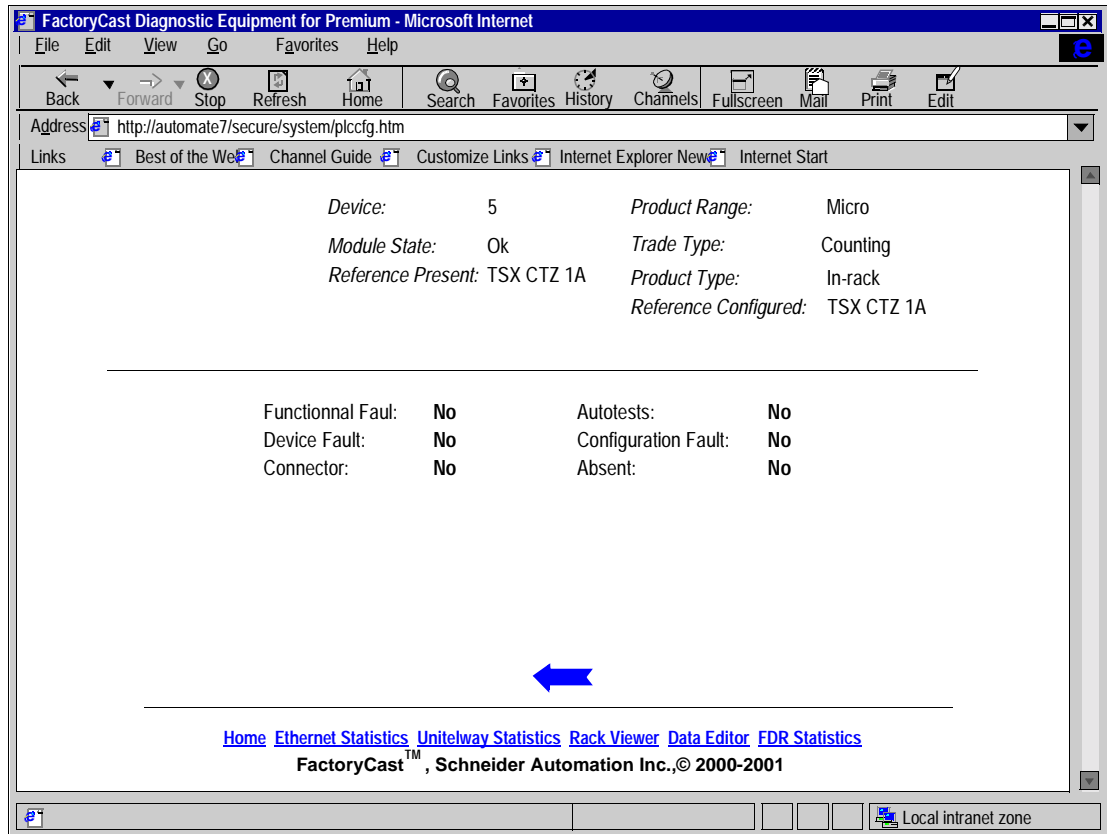 FactoryCast Diagnostic Equipment for Premium - Microsoft Internet
File Edit View Go Favorites Help
Back Forward Stop Refresh Home Search Favorites History Channels Fullscreen Mail Print Edit
Address http://automate7/secure/system/plccfg.htm
Links Best of the We Channel Guide Customize Links Internet Explorer New Internet Start
Device: 5 Product Range: Micro
Module State: Ok Trade Type: Counting
Reference Present: TSX CTZ 1A Product Type: In-rack
Reference Configured: TSX CTZ 1A
Functionnal Faul: No Autotests: No
Device Fault: No Configuration Fault: No
Connector: No Absent: No
Home Ethernet Statistics Unitelway Statistics Rack Viewer Data Editor FDR Statistics
FactoryCast™ , Schneider Automation Inc.,© 2000-2001
Local intranet zone